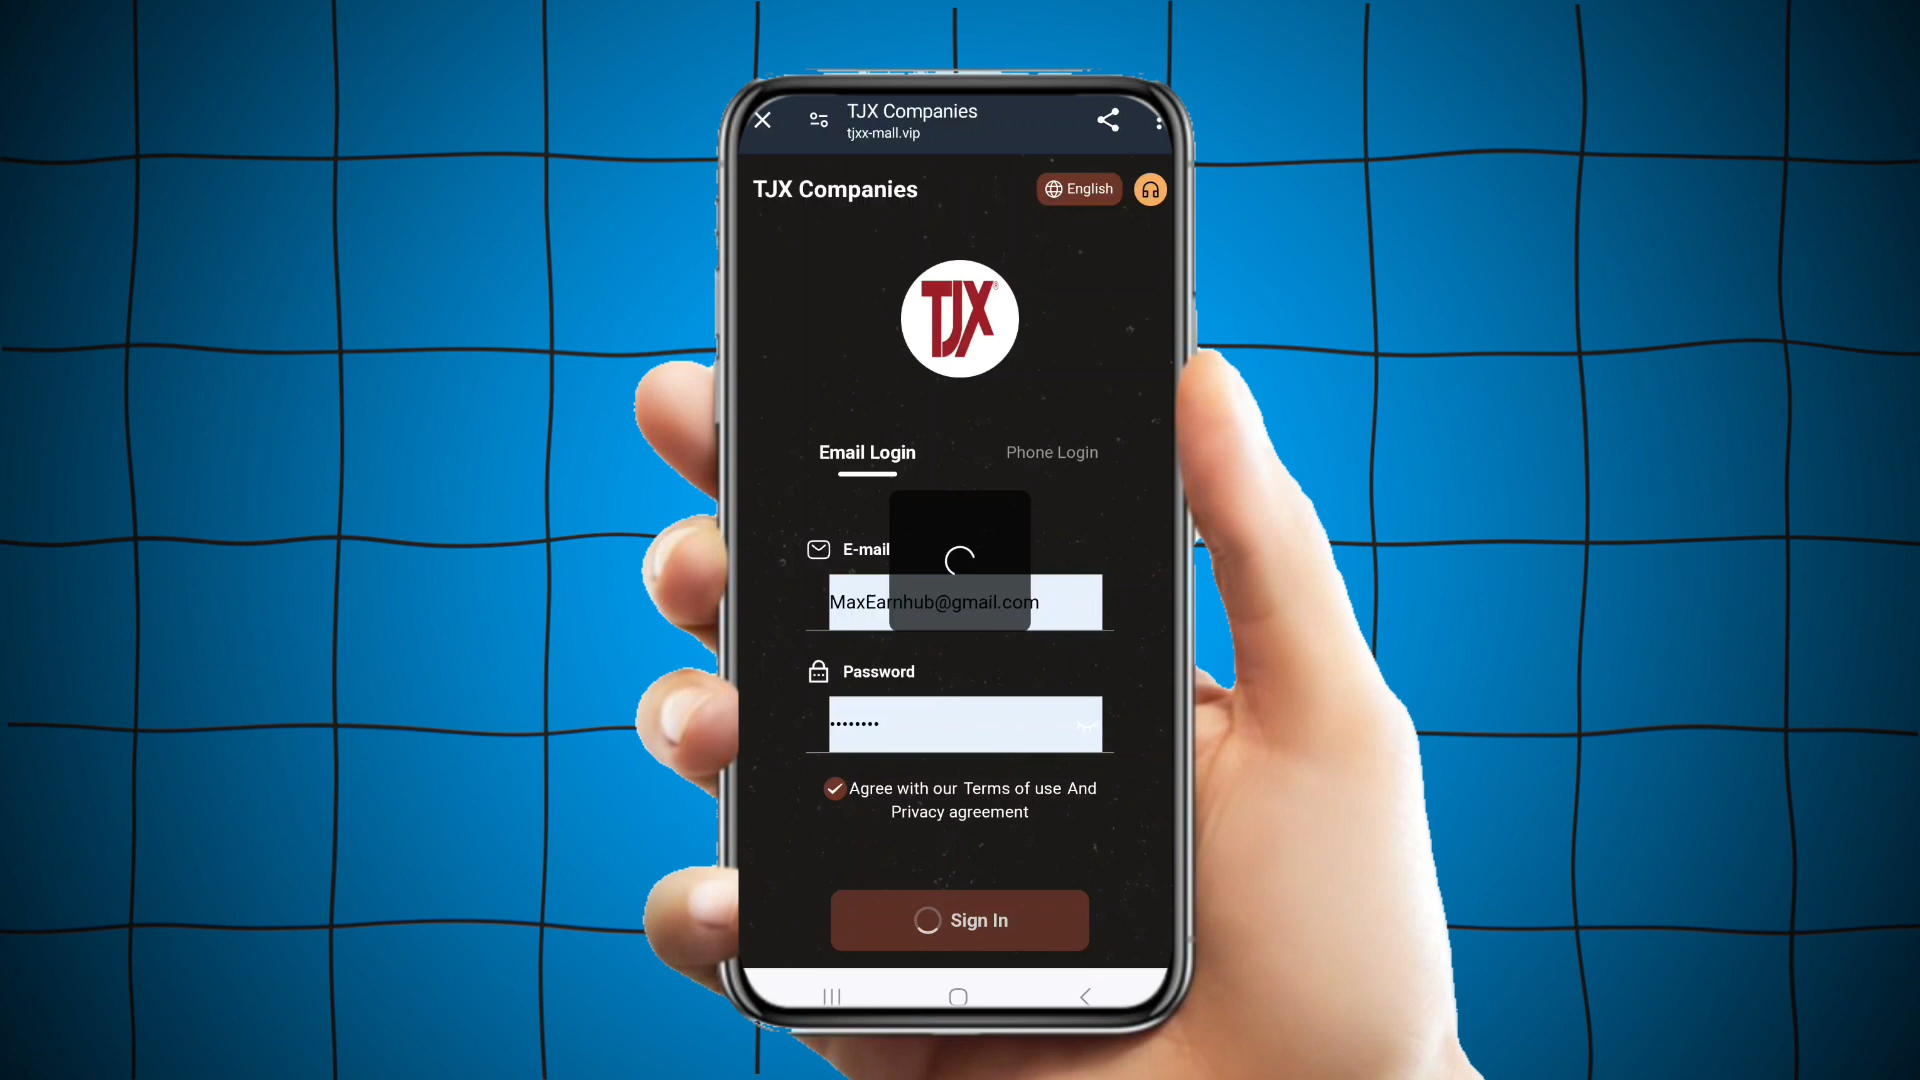 TJX Companies
tjxx-mall.vip
TJX Companies
English
TJX®
Email Login
Phone Login
E-mail
MaxEarnhub@gmail.com
Password
••••••••
Agree with our Terms of use And
Privacy agreement
Sign In